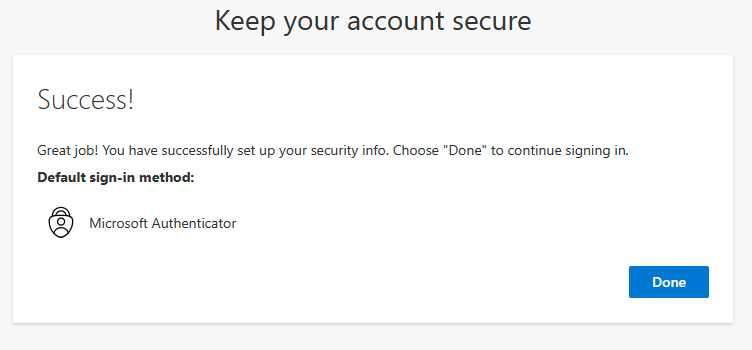 Keep your account secure
Success!
Great job! You have successfully set up your security info. Choose "Done" to continue signing in.
Default sign-in method:
Microsoft Authenticator
Done